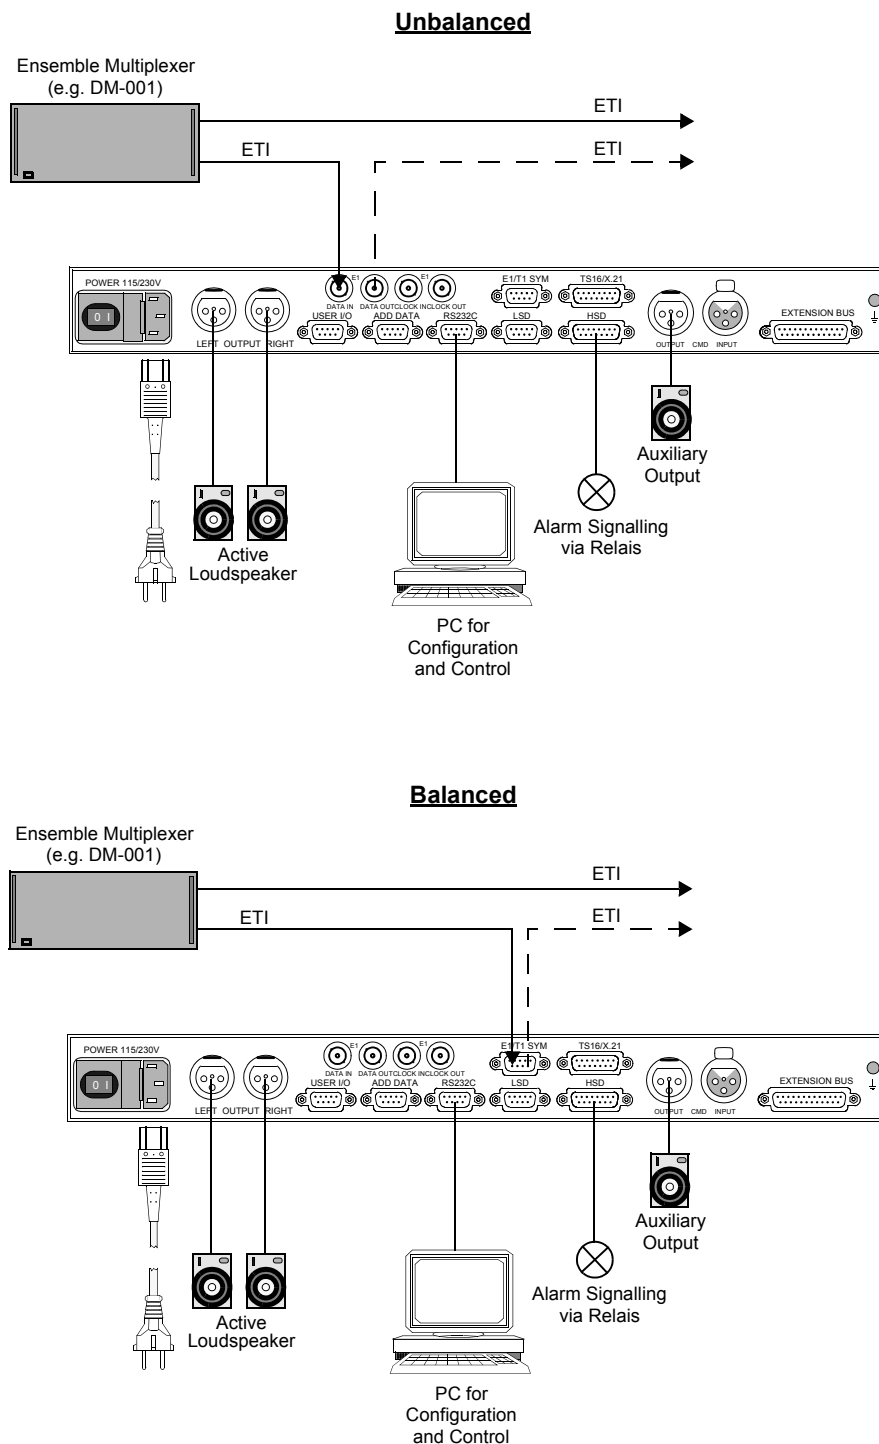 Unbalanced
Ensemble Multiplexer
(e.g. DM-001)
ETI
ETI
ETI
POWER 115/230V
0 I
LEFT OUTPUT RIGHT
E1
E1
DATA IN DATA OUT CLOCK IN CLOCK OUT
USER I/O ADD DATA RS232C
E1/T1 SYM TS16/X.21
LSD HSD
OUTPUT CMD INPUT
EXTENSION BUS
Auxiliary
Output
Active
Loudspeaker
Alarm Signalling
via Relais
PC for
Configuration
and Control
Balanced
Ensemble Multiplexer
(e.g. DM-001)
ETI
ETI
ETI
POWER 115/230V
0 I
LEFT OUTPUT RIGHT
E1
E1
DATA IN DATA OUT CLOCK IN CLOCK OUT
USER I/O ADD DATA RS232C
E1/T1 SYM TS16/X.21
LSD HSD
OUTPUT CMD INPUT
EXTENSION BUS
Auxiliary
Output
Active
Loudspeaker
Alarm Signalling
via Relais
PC for
Configuration
and Control